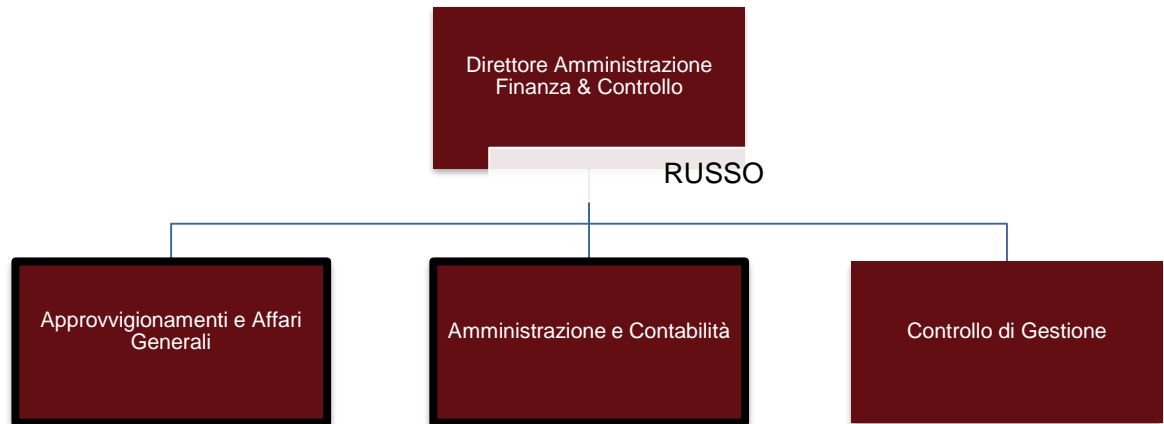 Direttore Amministrazione
Finanza & Controllo
RUSSO
Approvvigionamenti e Affari
Generali
Amministrazione e Contabilità
Controllo di Gestione